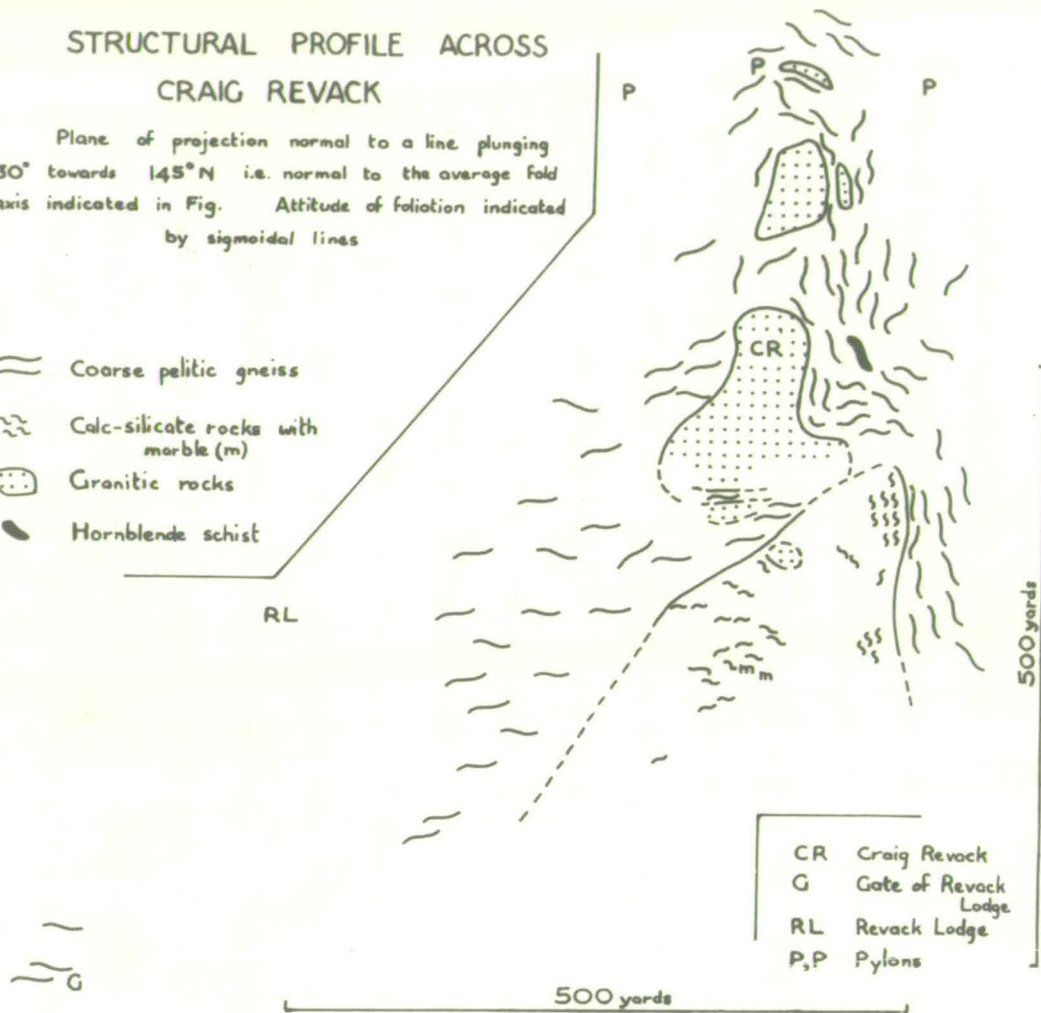 STRUCTURAL PROFILE ACROSS
CRAIG REVACK
Plane of projection normal to a line plunging
30° towards 145°N i.e. normal to the average fold
axis indicated in Fig. Attitude of foliation indicated
by sigmoidal lines
Coarse pelitic gneiss
Calc-silicate rocks with
marble (m)
Granitic rocks
Hornblende schist
P
P
P
CR
RL
m
m
G
500 yards
500 yards
CR Craig Revack
G Gate of Revack
Lodge
RL Revack Lodge
P,P Pylons